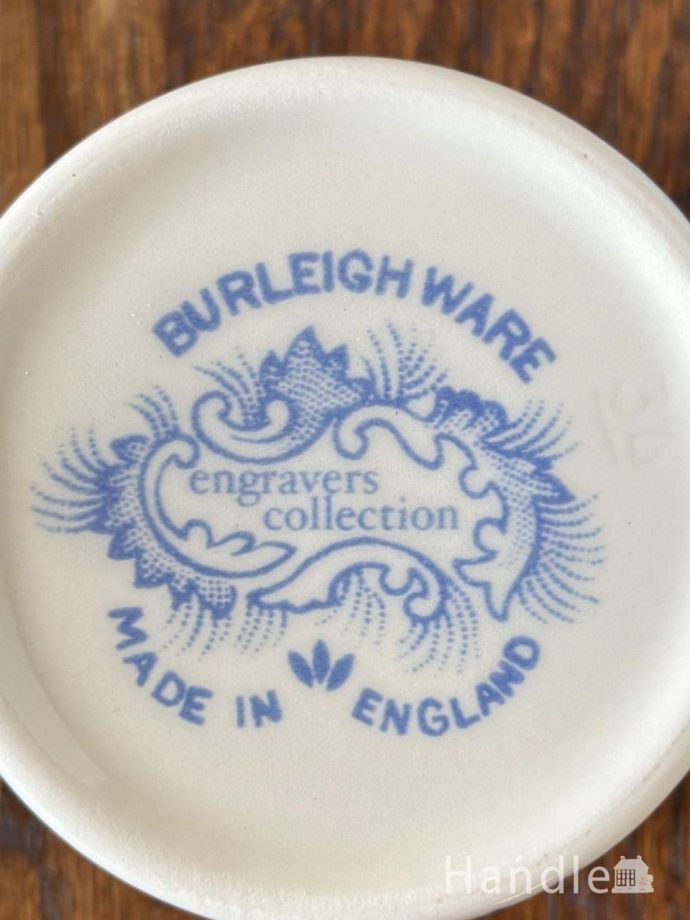 BURLEIGH WARE
engravers
collection
MADE IN ENGLAND
Handle